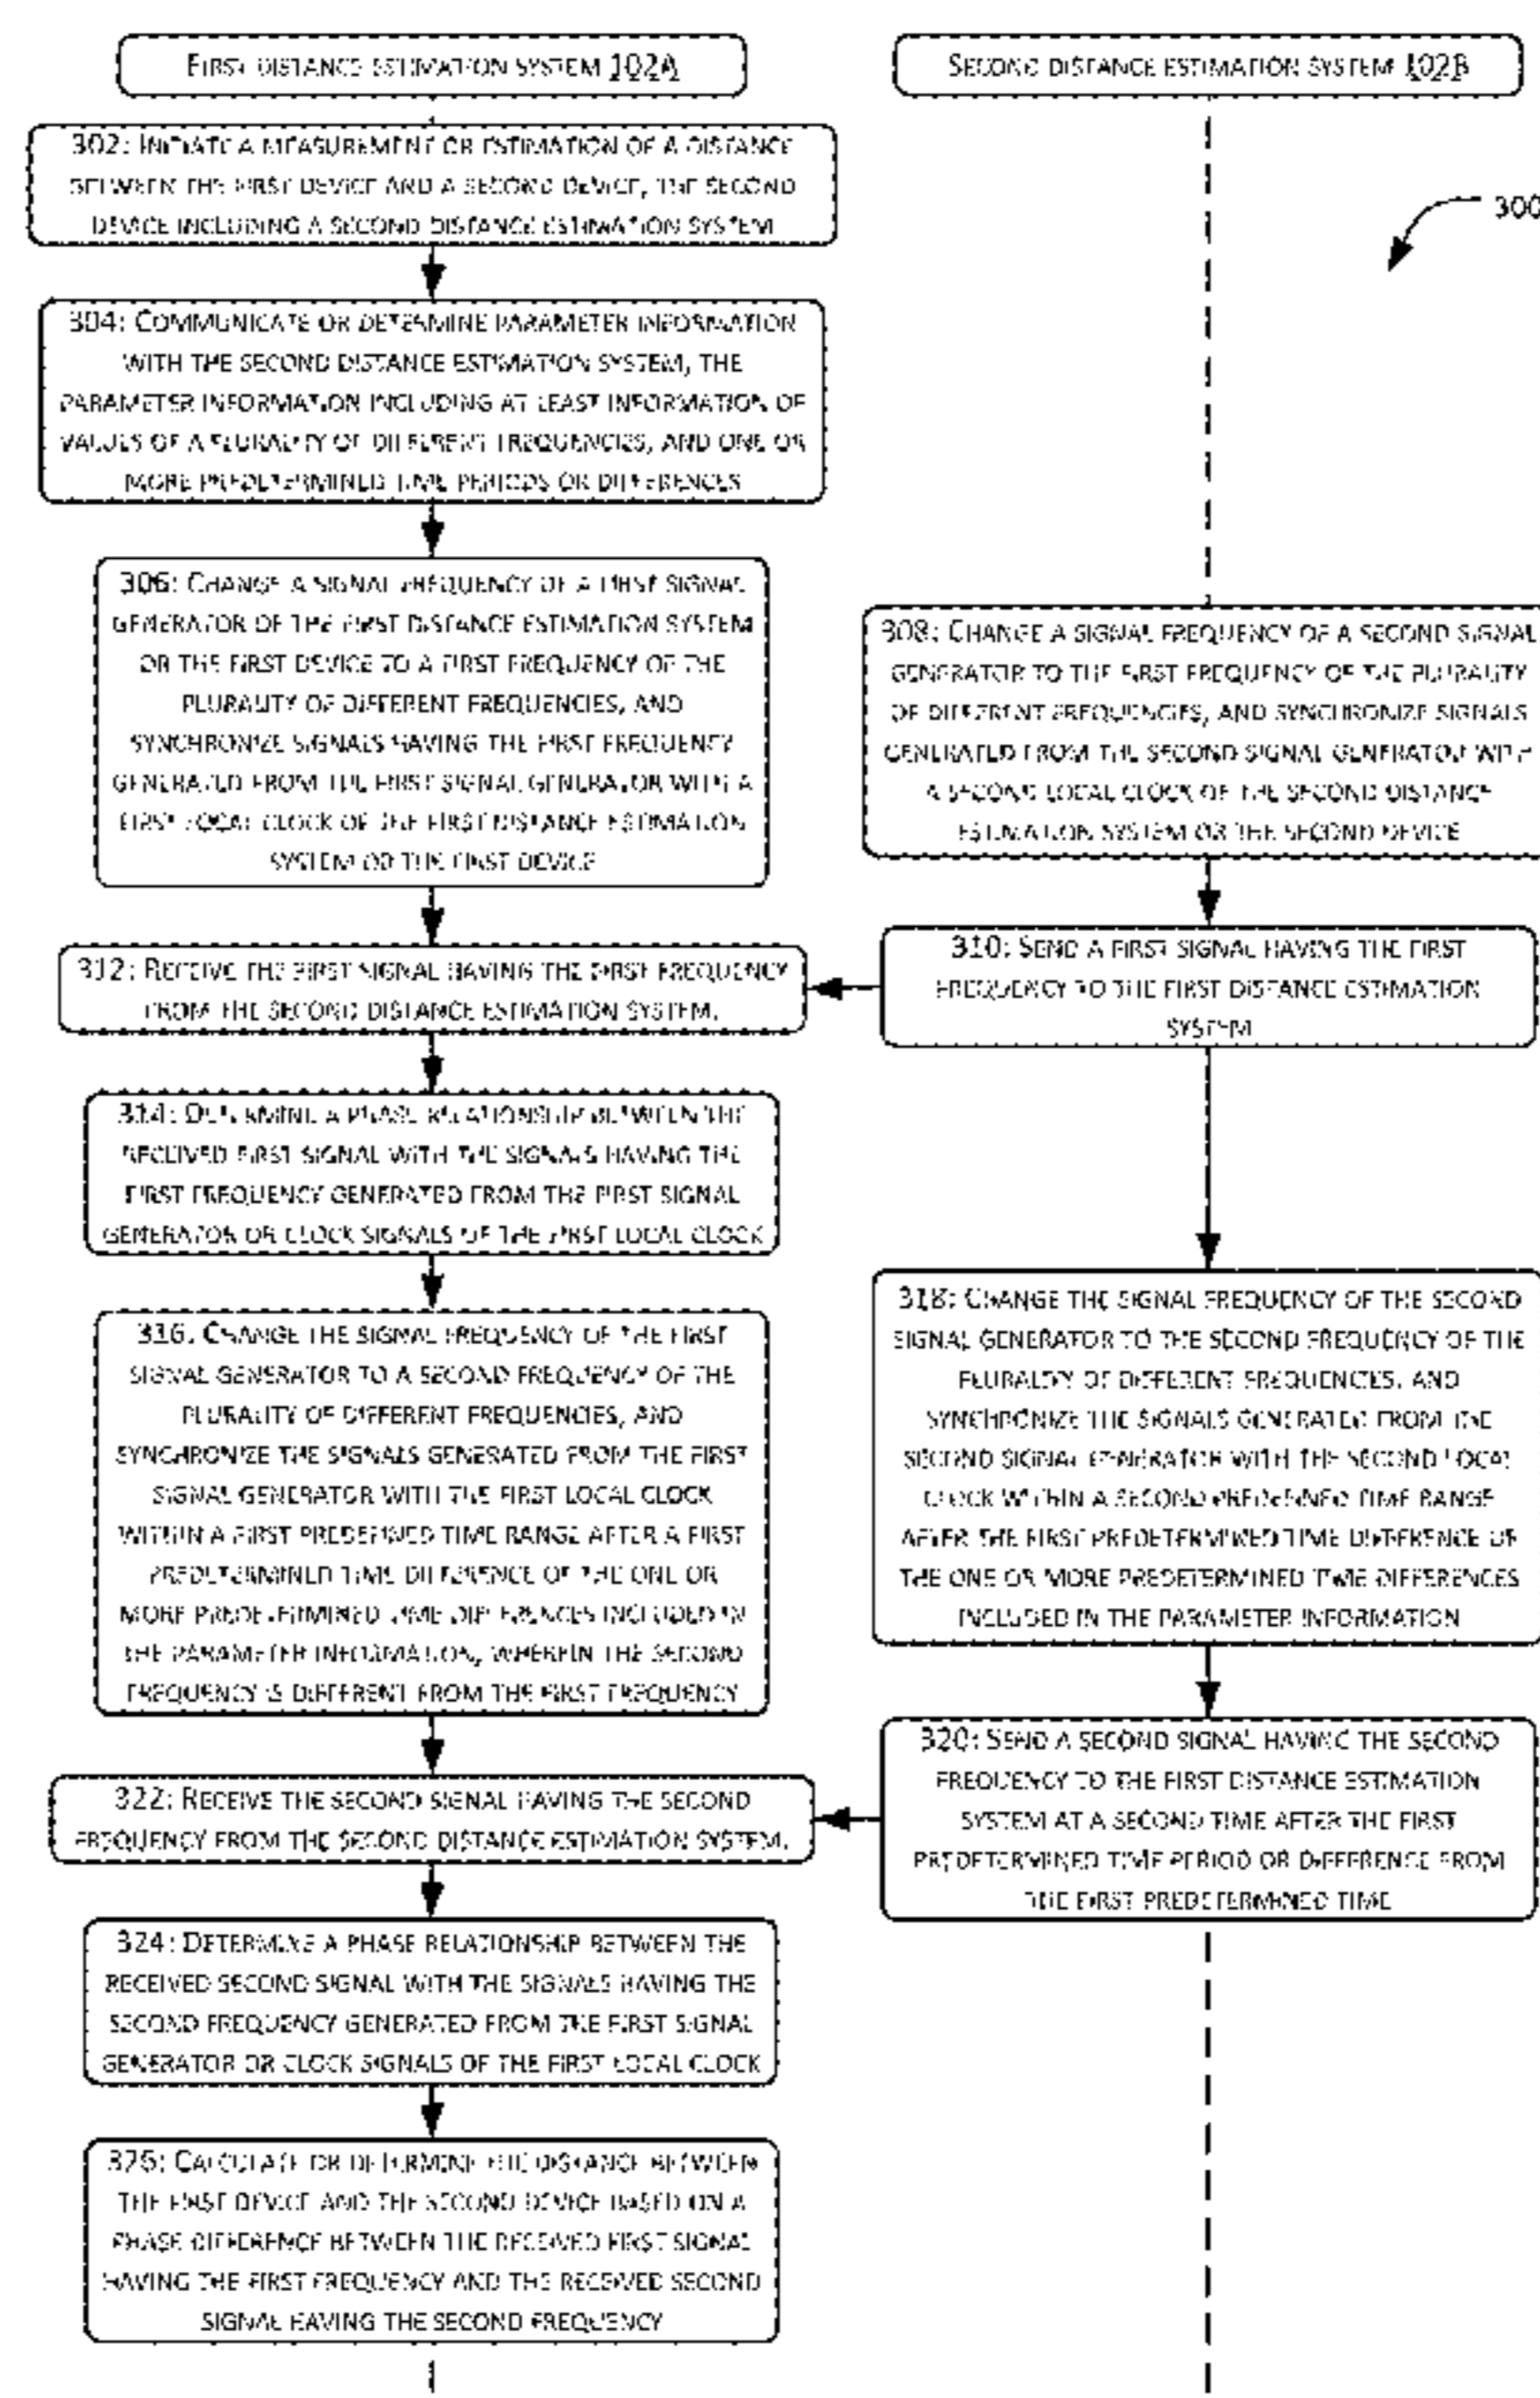 FIRST DISTANCE ESTIMATION SYSTEM 102A
SECOND DISTANCE ESTIMATION SYSTEM 102B
300
302: INITIATE A MEASUREMENT OR ESTIMATION OF A DISTANCE
BETWEEN THE FIRST DEVICE AND A SECOND DEVICE, THE SECOND
DEVICE INCLUDING A SECOND DISTANCE ESTIMATION SYSTEM
304: COMMUNICATE OR DETERMINE PARAMETER INFORMATION
WITH THE SECOND DISTANCE ESTIMATION SYSTEM, THE
PARAMETER INFORMATION INCLUDING AT LEAST INFORMATION OF
VALUES OF A PLURALITY OF DIFFERENT FREQUENCIES, AND ONE OR
MORE PREDETERMINED TIME PERIODS OR DIFFERENCES
306: CHANGE A SIGNAL FREQUENCY OF A FIRST SIGNAL
GENERATOR OF THE FIRST DISTANCE ESTIMATION SYSTEM
OR THE FIRST DEVICE TO A FIRST FREQUENCY OF THE
PLURALITY OF DIFFERENT FREQUENCIES, AND
SYNCHRONIZE SIGNALS HAVING THE FIRST FREQUENCY
GENERATED FROM THE FIRST SIGNAL GENERATOR WITH A
FIRST LOCAL CLOCK OF THE FIRST DISTANCE ESTIMATION
SYSTEM OR THE FIRST DEVICE
308: CHANGE A SIGNAL FREQUENCY OF A SECOND SIGNAL
GENERATOR TO THE FIRST FREQUENCY OF THE PLURALITY
OF DIFFERENT FREQUENCIES, AND SYNCHRONIZE SIGNALS
GENERATED FROM THE SECOND SIGNAL GENERATOR WITH
A SECOND LOCAL CLOCK OF THE SECOND DISTANCE
ESTIMATION SYSTEM OR THE SECOND DEVICE
310: SEND A FIRST SIGNAL HAVING THE FIRST
FREQUENCY TO THE FIRST DISTANCE ESTIMATION
SYSTEM
312: RECEIVE THE FIRST SIGNAL HAVING THE FIRST FREQUENCY
FROM THE SECOND DISTANCE ESTIMATION SYSTEM.
314: DETERMINE A PHASE RELATIONSHIP BETWEEN THE
RECEIVED FIRST SIGNAL WITH THE SIGNALS HAVING THE
FIRST FREQUENCY GENERATED FROM THE FIRST SIGNAL
GENERATOR OR CLOCK SIGNALS OF THE FIRST LOCAL CLOCK
316: CHANGE THE SIGNAL FREQUENCY OF THE FIRST
SIGNAL GENERATOR TO A SECOND FREQUENCY OF THE
PLURALITY OF DIFFERENT FREQUENCIES, AND
SYNCHRONIZE THE SIGNALS GENERATED FROM THE FIRST
SIGNAL GENERATOR WITH THE FIRST LOCAL CLOCK
WITHIN A FIRST PREDEFINED TIME RANGE AFTER A FIRST
PREDETERMINED TIME DIFFERENCE OF THE ONE OR
MORE PREDETERMINED TIME DIFFERENCES INCLUDED IN
THE PARAMETER INFORMATION, WHEREIN THE SECOND
FREQUENCY IS DIFFERENT FROM THE FIRST FREQUENCY
318: CHANGE THE SIGNAL FREQUENCY OF THE SECOND
SIGNAL GENERATOR TO THE SECOND FREQUENCY OF THE
PLURALITY OF DIFFERENT FREQUENCIES, AND
SYNCHRONIZE THE SIGNALS GENERATED FROM THE
SECOND SIGNAL GENERATOR WITH THE SECOND LOCAL
CLOCK WITHIN A SECOND PREDEFINED TIME RANGE
AFTER THE FIRST PREDETERMINED TIME DIFFERENCE OF
THE ONE OR MORE PREDETERMINED TIME DIFFERENCES
INCLUDED IN THE PARAMETER INFORMATION
320: SEND A SECOND SIGNAL HAVING THE SECOND
FREQUENCY TO THE FIRST DISTANCE ESTIMATION
SYSTEM AT A SECOND TIME AFTER THE FIRST
PREDETERMINED TIME PERIOD OR DIFFERENCE FROM
THE FIRST PREDETERMINED TIME
322: RECEIVE THE SECOND SIGNAL HAVING THE SECOND
FREQUENCY FROM THE SECOND DISTANCE ESTIMATION SYSTEM.
324: DETERMINE A PHASE RELATIONSHIP BETWEEN THE
RECEIVED SECOND SIGNAL WITH THE SIGNALS HAVING THE
SECOND FREQUENCY GENERATED FROM THE FIRST SIGNAL
GENERATOR OR CLOCK SIGNALS OF THE FIRST LOCAL CLOCK
326: CALCULATE OR DETERMINE THE DISTANCE BETWEEN
THE FIRST DEVICE AND THE SECOND DEVICE BASED ON A
PHASE DIFFERENCE BETWEEN THE RECEIVED FIRST SIGNAL
HAVING THE FIRST FREQUENCY AND THE RECEIVED SECOND
SIGNAL HAVING THE SECOND FREQUENCY